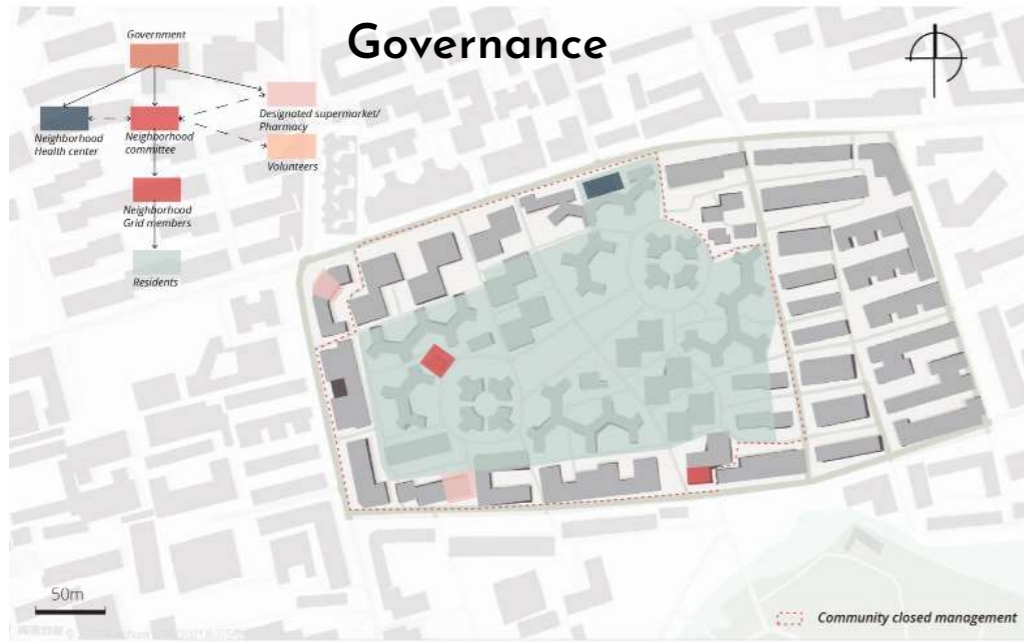 Governance
Government
Neighborhood
Health center
Neighborhood
committee
Designated supermarket/
Pharmacy
Volunteers
Neighborhood
Grid members
Residents
50m
Community closed management